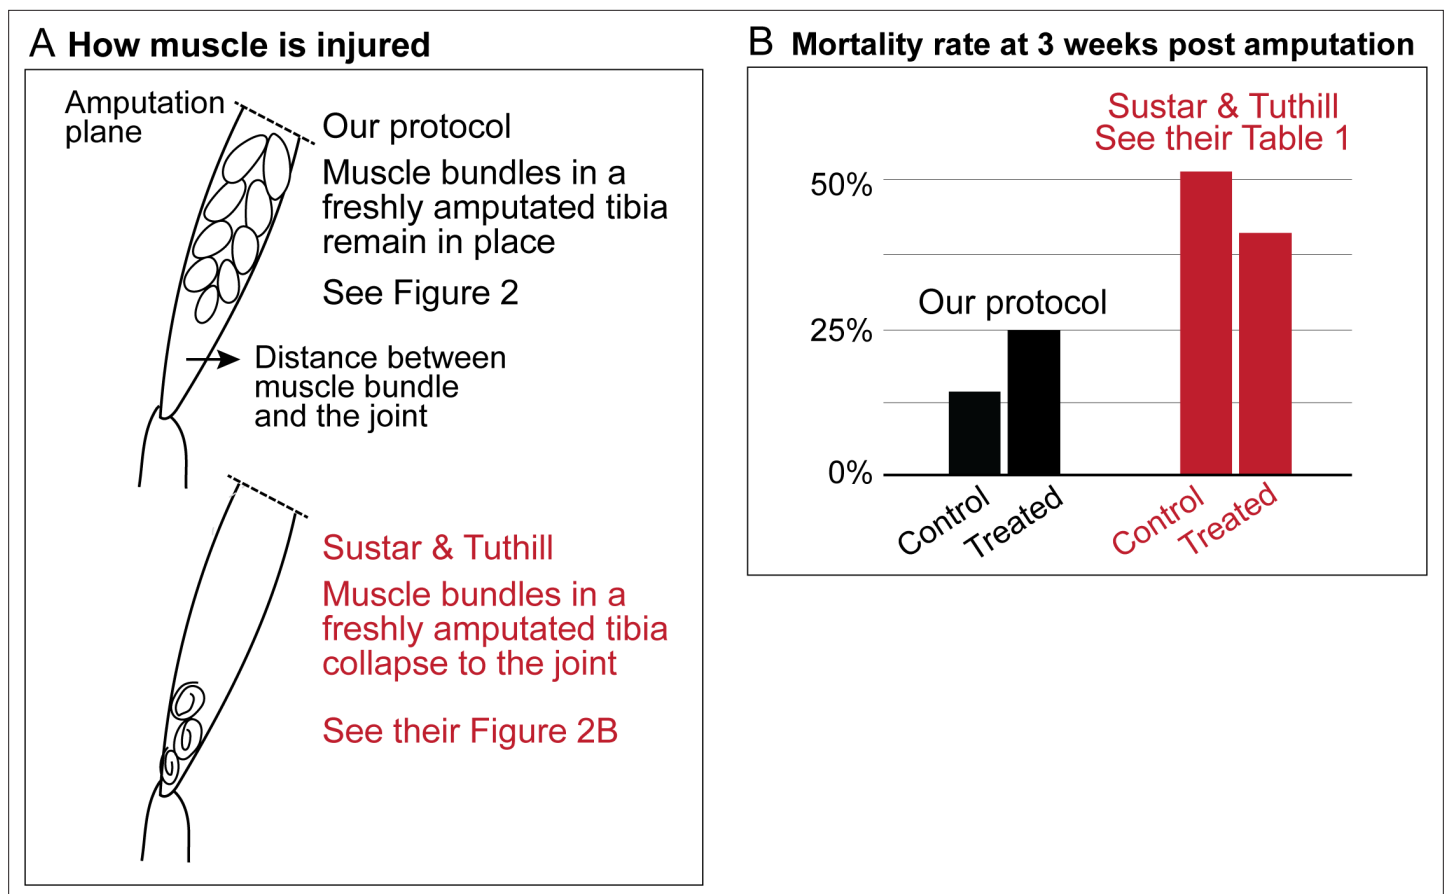 A How muscle is injured
Amputation
plane
Our protocol
Muscle bundles in a
freshly amputated tibia
remain in place
See Figure 2
Distance between
muscle bundle
and the joint
Sustar & Tuthill
Muscle bundles in a
freshly amputated tibia
collapse to the joint
See their Figure 2B
B Mortality rate at 3 weeks post amputation
Sustar & Tuthill
See their Table 1
50%
Our protocol
25%
0%
Control
Treated
Control
Treated